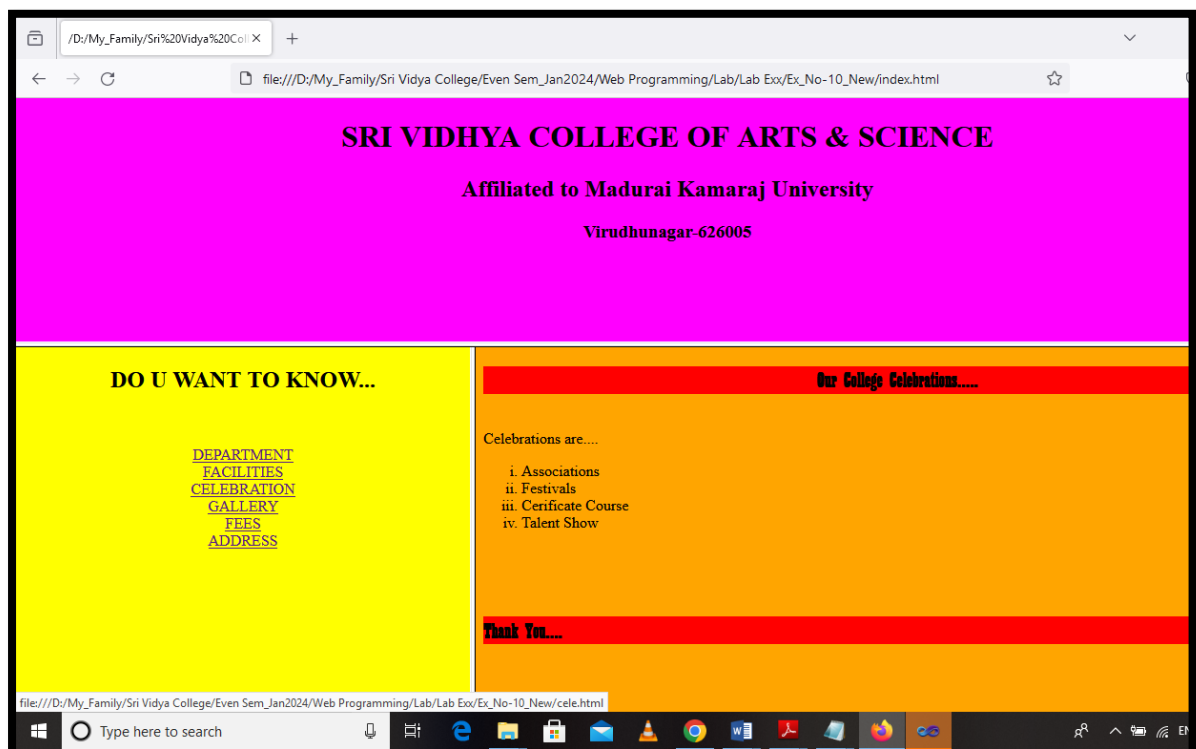 /D:/My_Family/Sri%20Vidya%20Coll
file:///D:/My_Family/Sri Vidya College/Even Sem_Jan2024/Web Programming/Lab/Lab Exx/Ex_No-10_New/index.html
SRI VIDHYA COLLEGE OF ARTS & SCIENCE
Affiliated to Madurai Kamaraj University
Virudhunagar-626005
DO U WANT TO KNOW...
DEPARTMENT
FACILITIES
CELEBRATION
GALLERY
FEES
ADDRESS
Our College Celebrations.....
Celebrations are....
i. Associations
ii. Festivals
iii. Cerificate Course
iv. Talent Show
Thank You....
file:///D:/My_Family/Sri Vidya College/Even Sem_Jan2024/Web Programming/Lab/Lab Exx/Ex_No-10_New/cele.html
Type here to search